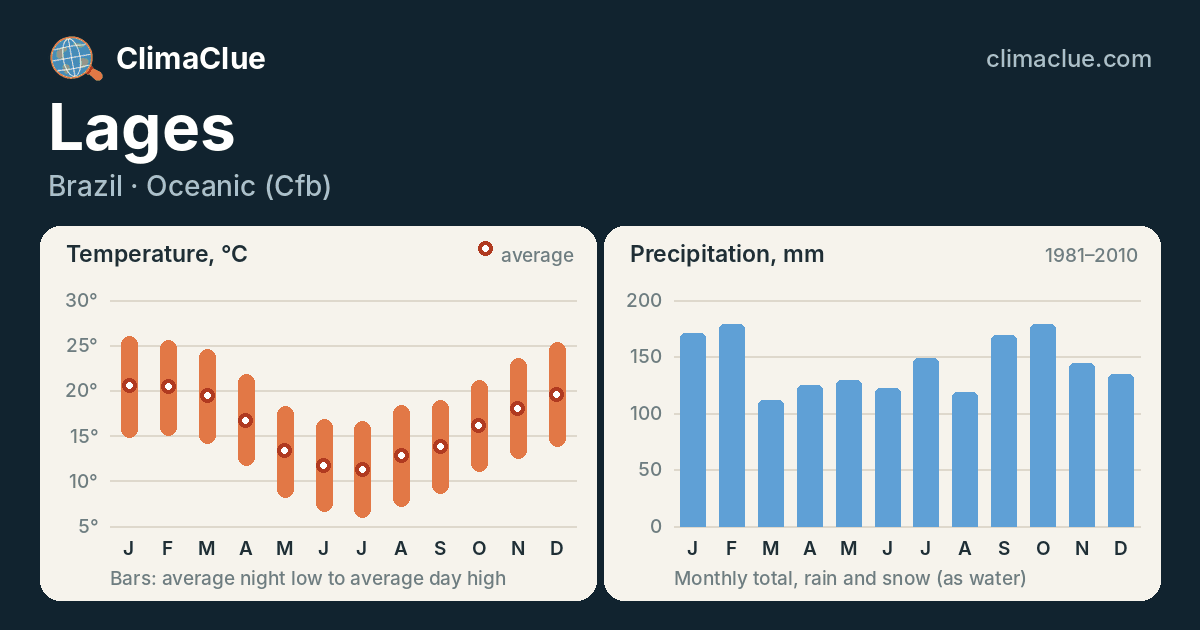 ClimaClue
climaclue.com
Lages
Brazil · Oceanic (Cfb)
Temperature, °C
average
30°
25°
20°
15°
10°
5°
J F M A M J J A S O N D
Bars: average night low to average day high
Precipitation, mm
1981–2010
200
150
100
50
0
J F M A M J J A S O N D
Monthly total, rain and snow (as water)